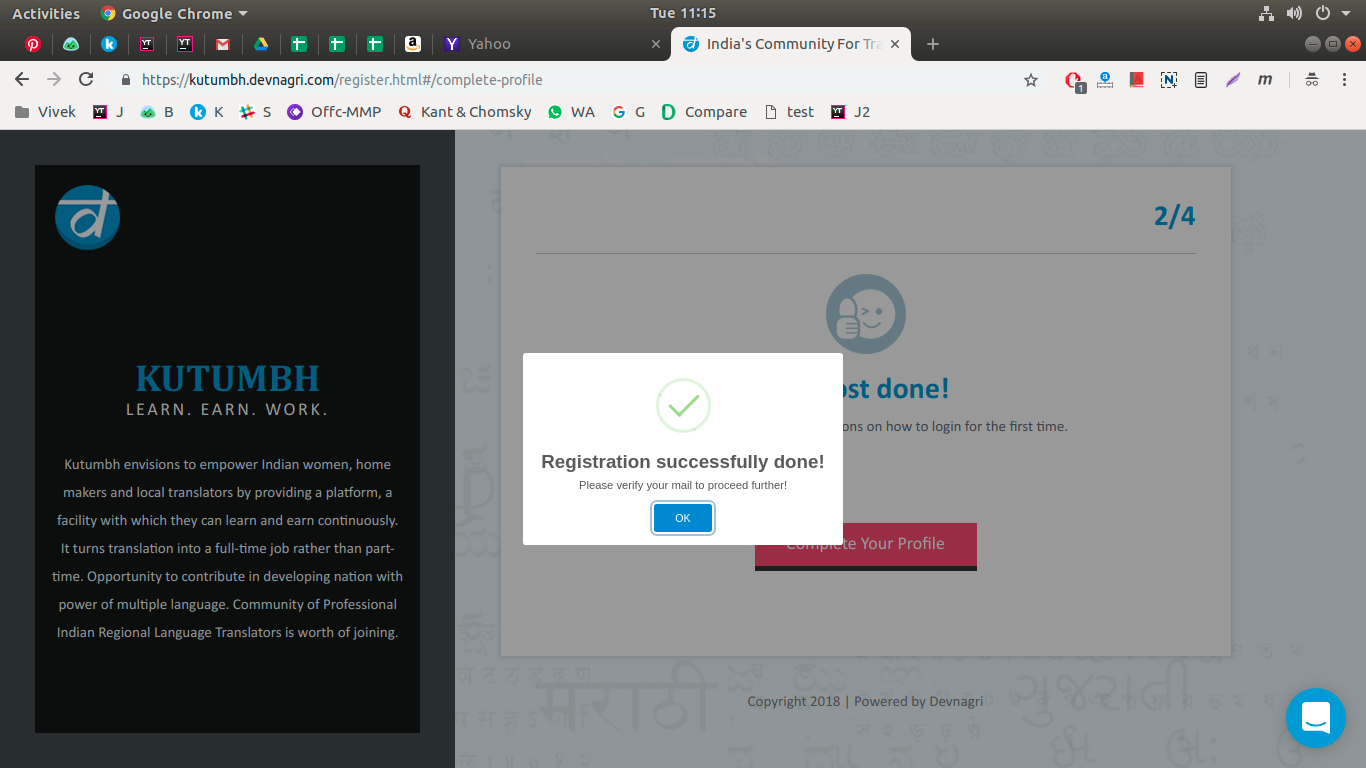 Activities
Google Chrome
Tue 11:15
Yahoo
India's Community For Tra
https://kutumbh.devnagri.com/register.html#/complete-profile
1
m
Vivek
J
B
K
S
Offc-MMP
Kant & Chomsky
WA
G
Compare
test
J2
KUTUMBH
LEARN. EARN. WORK.
Kutumbh envisions to empower Indian women, home
makers and local translators by providing a platform, a
facility with which they can learn and earn continuously.
It turns translation into a full-time job rather than part-
time. Opportunity to contribute in developing nation with
power of multiple language. Community of Professional
Indian Regional Language Translators is worth of joining.
2/4
ost done!
ons on how to login for the first time.
Registration successfully done!
Please verify your mail to proceed further!
OK
Complete Your Profile
मराठी
ગુજરાતી
Copyright 2018 | Powered by Devnagri